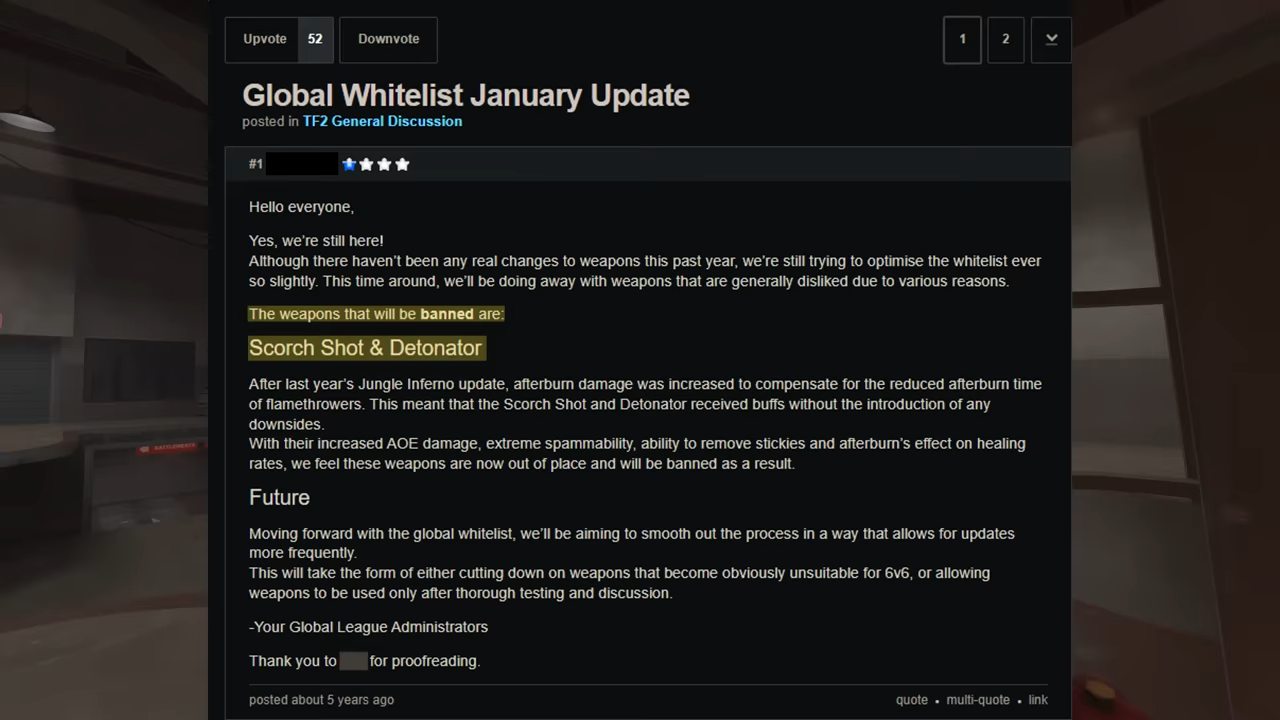 Upvote 52 Downvote 1 2
Global Whitelist January Update
posted in TF2 General Discussion
#1
Hello everyone,
Yes, we're still here!
Although there haven't been any real changes to weapons this past year, we're still trying to optimise the whitelist ever
so slightly. This time around, we'll be doing away with weapons that are generally disliked due to various reasons.
The weapons that will be banned are:
Scorch Shot & Detonator
After last year's Jungle Inferno update, afterburn damage was increased to compensate for the reduced afterburn time
of flamethrowers. This meant that the Scorch Shot and Detonator received buffs without the introduction of any
downsides.
With their increased AOE damage, extreme spammability, ability to remove stickies and afterburn's effect on healing
rates, we feel these weapons are now out of place and will be banned as a result.
Future
Moving forward with the global whitelist, we'll be aiming to smooth out the process in a way that allows for updates
more frequently.
This will take the form of either cutting down on weapons that become obviously unsuitable for 6v6, or allowing
weapons to be used only after thorough testing and discussion.
-Your Global League Administrators
Thank you to for proofreading.
posted about 5 years ago quote • multi-quote • link